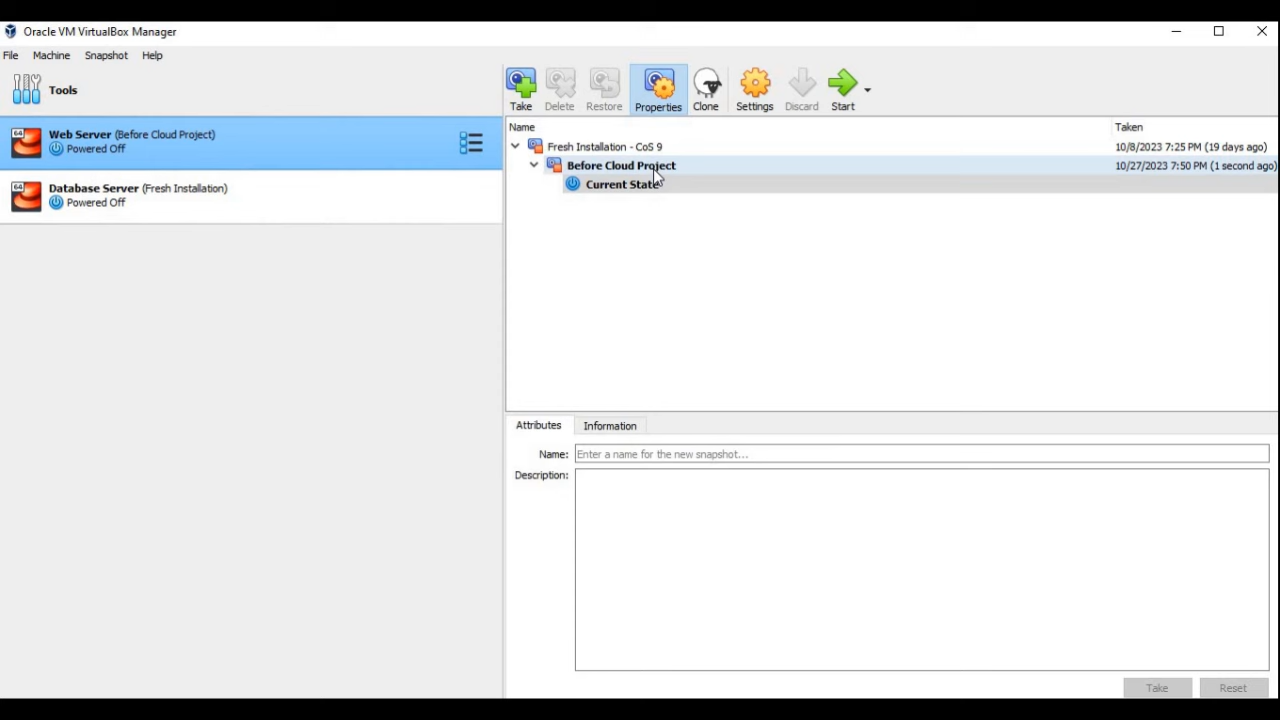 Oracle VM VirtualBox Manager
File Machine Snapshot Help
Tools
Take Delete Restore Properties Clone Settings Discard Start
64 Web Server (Before Cloud Project)
Powered Off
64 Database Server (Fresh Installation)
Powered Off
Name Taken
Fresh Installation - CoS 9 10/8/2023 7:25 PM (19 days ago)
Before Cloud Project 10/27/2023 7:50 PM (1 second ago)
Current State
Attributes Information
Name: Enter a name for the new snapshot...
Description:
Take Reset